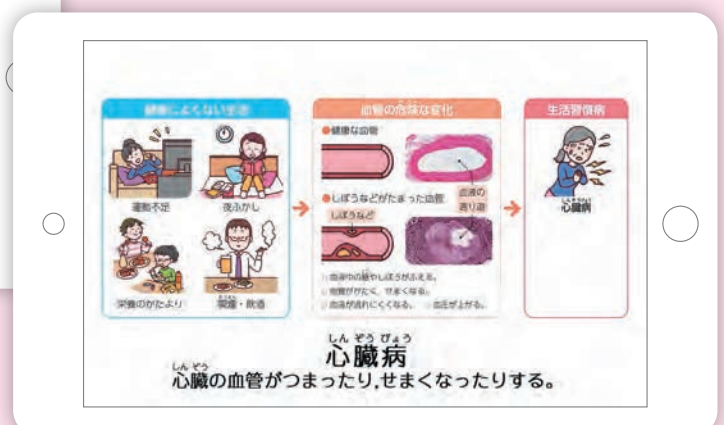 健康によくない生活
運動不足
夜ふかし
栄養のかたより
喫煙・飲酒
血管の危険な変化
●健康な血管
●しぼうなどがたまった血管
しぼうなど
血液の
通り道
血液中の糖やしぼうがふえる。
血管がかたく、せまくなる。
血液が流れにくくなる。 血圧が上がる。
生活習慣病
しんぞうびょう
心臓病
しん ぞう びょう
心臓病
しん ぞう
心臓の血管がつまったり,せまくなったりする。